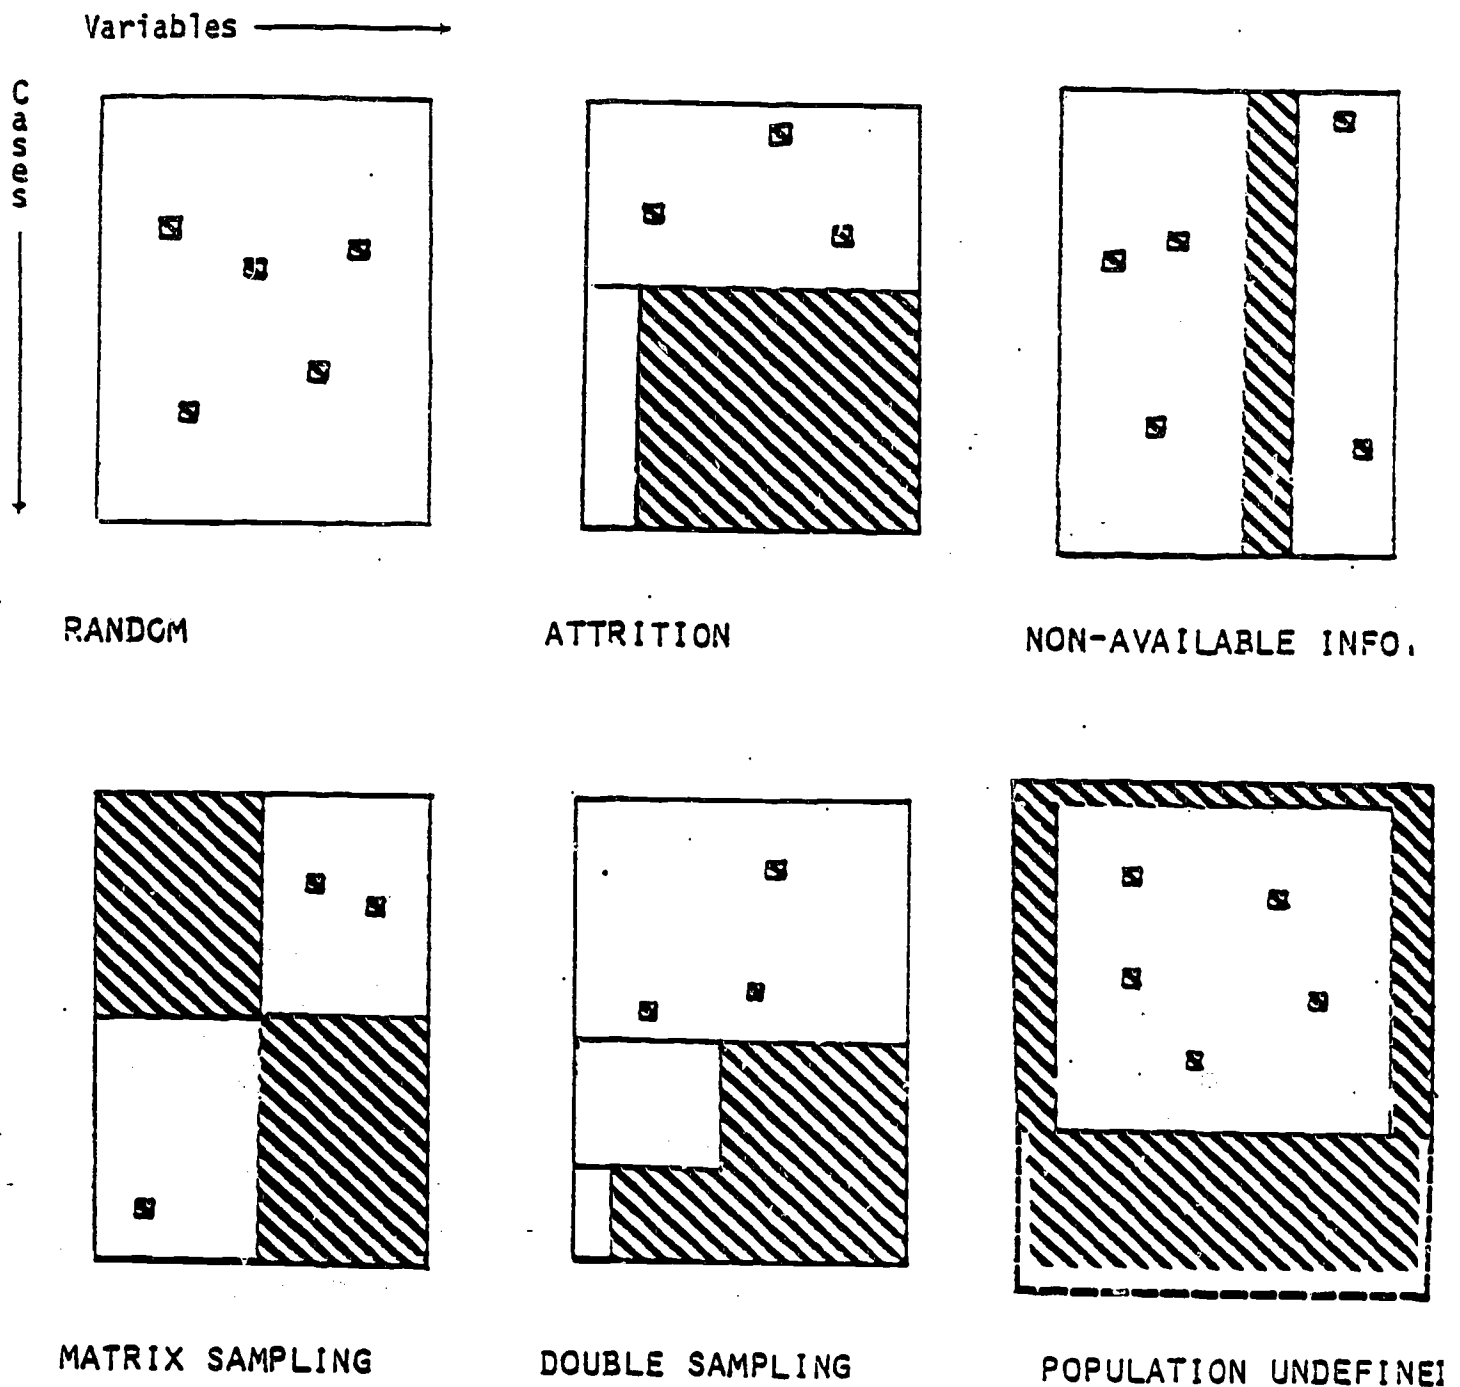 Variables
Cases
RANDOM
ATTRITION
NON-AVAILABLE INFO.
MATRIX SAMPLING
DOUBLE SAMPLING
POPULATION UNDEFINE